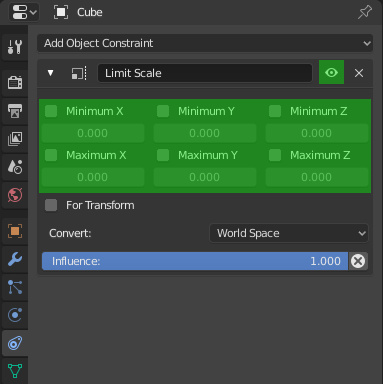 Cube
Add Object Constraint
Limit Scale
Minimum X Minimum Y Minimum Z
0.000 0.000 0.000
Maximum X Maximum Y Maximum Z
0.000 0.000 0.000
For Transform
Convert: World Space
Influence: 1.000